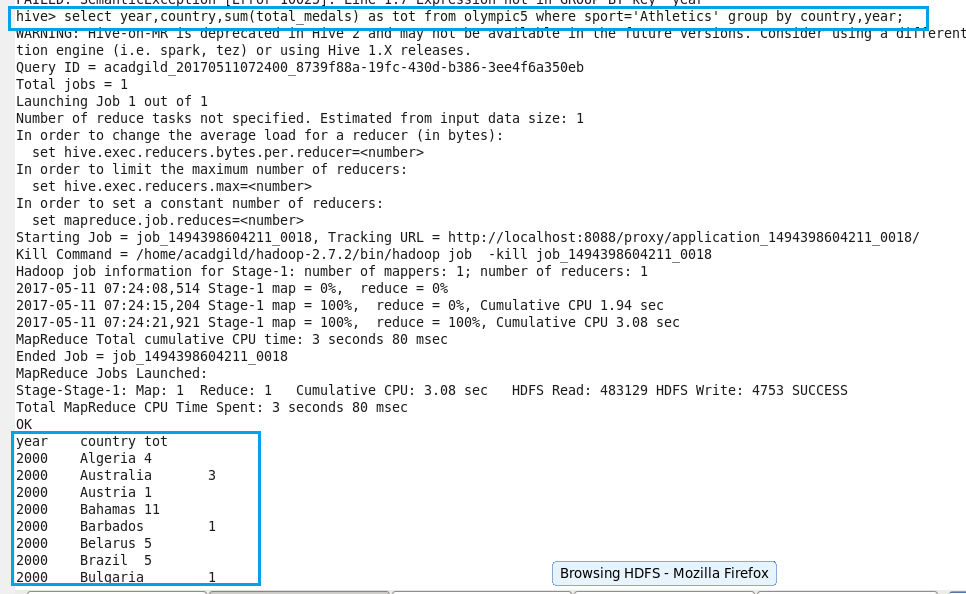 FAILED: SemanticException [Error 10025]: Line 1:7 Expression not in GROUP BY key 'year'
hive> select year,country,sum(total_medals) as tot from olympic5 where sport='Athletics' group by country,year;
WARNING: Hive-on-MR is deprecated in Hive 2 and may not be available in the future versions. Consider using a different
tion engine (i.e. spark, tez) or using Hive 1.X releases.
Query ID = acadgild_20170511072400_8739f88a-19fc-430d-b386-3ee4f6a350eb
Total jobs = 1
Launching Job 1 out of 1
Number of reduce tasks not specified. Estimated from input data size: 1
In order to change the average load for a reducer (in bytes):
  set hive.exec.reducers.bytes.per.reducer=<number>
In order to limit the maximum number of reducers:
  set hive.exec.reducers.max=<number>
In order to set a constant number of reducers:
  set mapreduce.job.reduces=<number>
Starting Job = job_1494398604211_0018, Tracking URL = http://localhost:8088/proxy/application_1494398604211_0018/
Kill Command = /home/acadgild/hadoop-2.7.2/bin/hadoop job  -kill job_1494398604211_0018
Hadoop job information for Stage-1: number of mappers: 1; number of reducers: 1
2017-05-11 07:24:08,514 Stage-1 map = 0%,  reduce = 0%
2017-05-11 07:24:15,204 Stage-1 map = 100%,  reduce = 0%, Cumulative CPU 1.94 sec
2017-05-11 07:24:21,921 Stage-1 map = 100%,  reduce = 100%, Cumulative CPU 3.08 sec
MapReduce Total cumulative CPU time: 3 seconds 80 msec
Ended Job = job_1494398604211_0018
MapReduce Jobs Launched:
Stage-Stage-1: Map: 1  Reduce: 1   Cumulative CPU: 3.08 sec   HDFS Read: 483129 HDFS Write: 4753 SUCCESS
Total MapReduce CPU Time Spent: 3 seconds 80 msec
OK
year    country tot
2000    Algeria 4
2000    Australia       3
2000    Austria 1
2000    Bahamas 11
2000    Barbados        1
2000    Belarus 5
2000    Brazil  5
2000    Bulgaria        1
Browsing HDFS - Mozilla Firefox